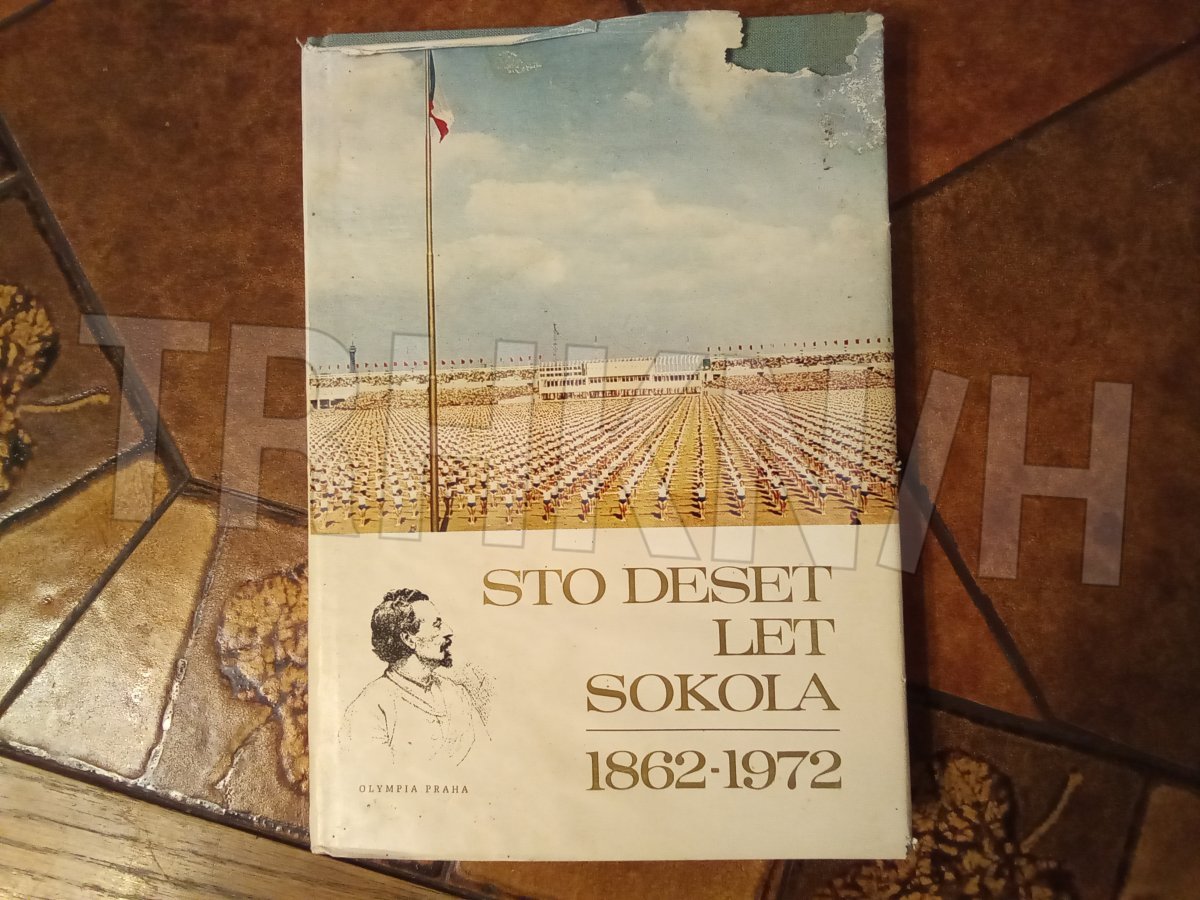 STO DESET
LET
SOKOLA
1862-1972
OLYMPIA PRAHA